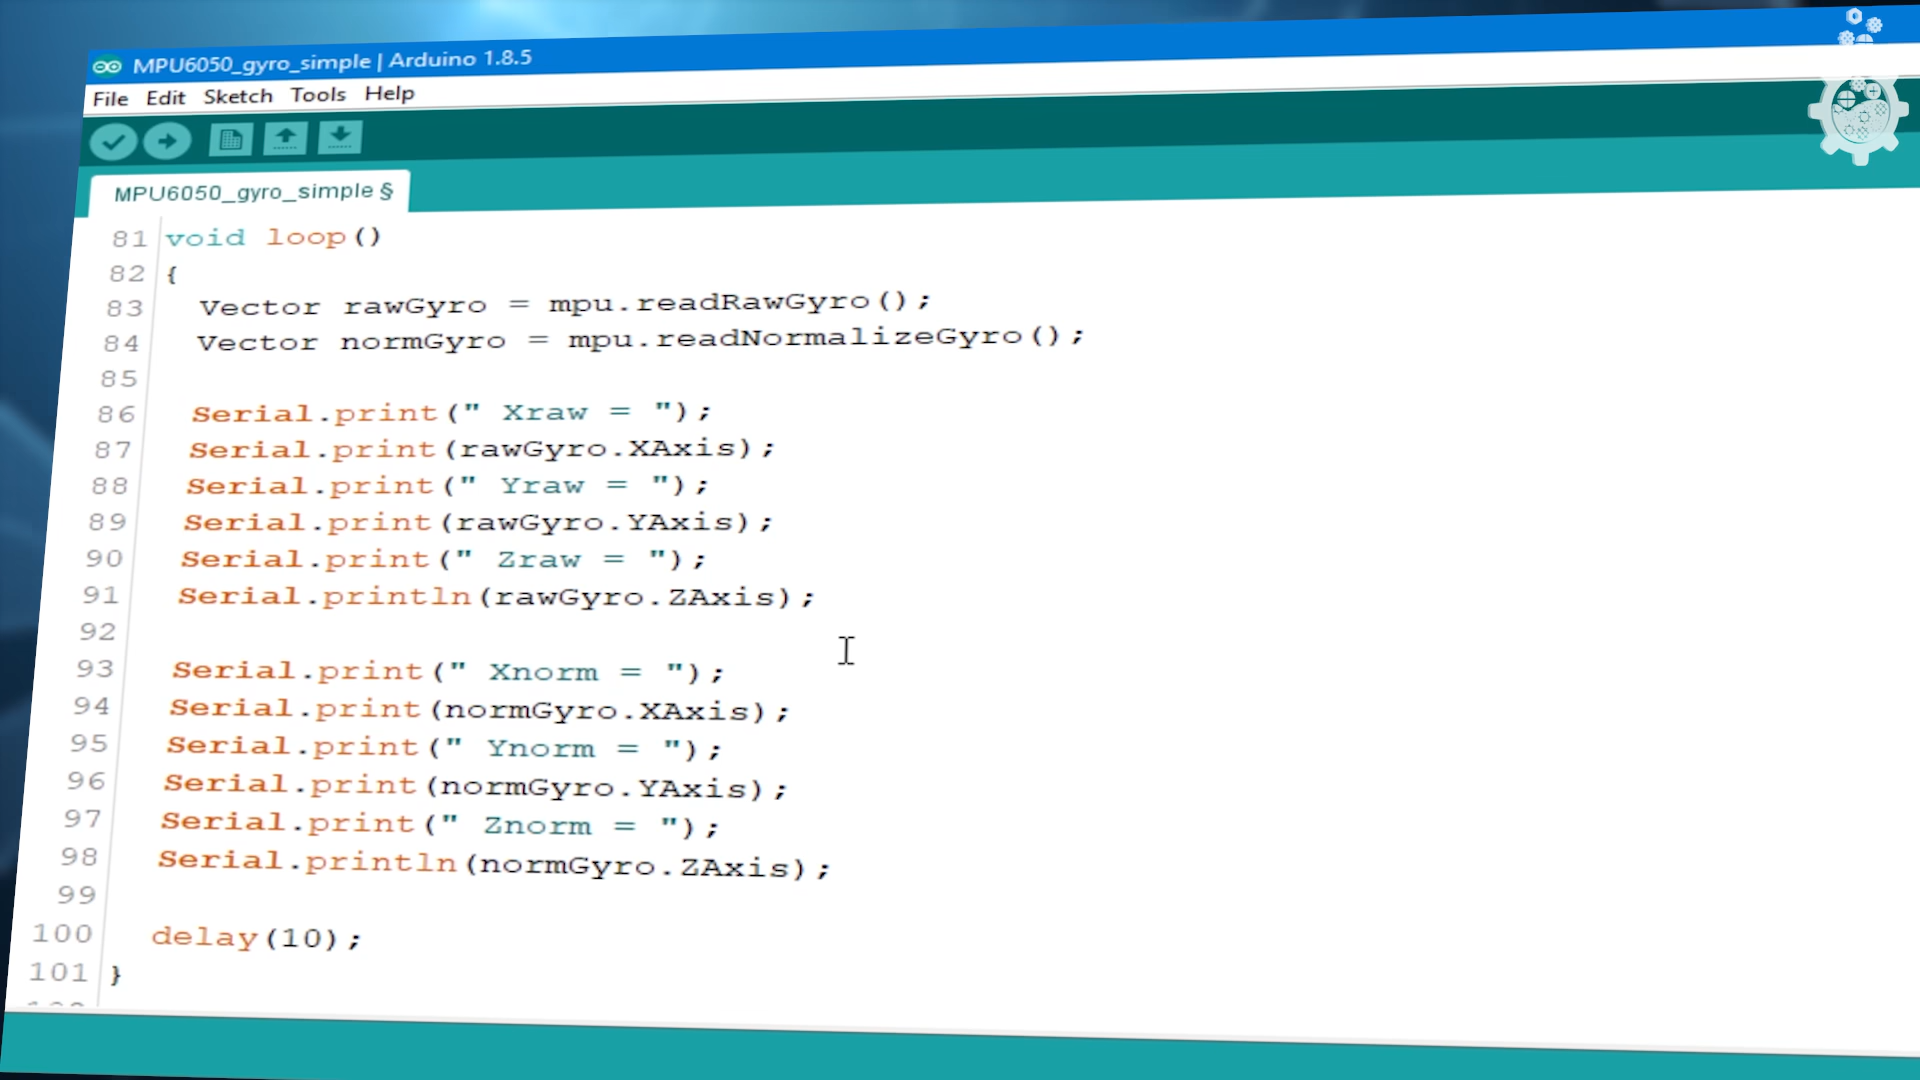 MPU6050_gyro_simple | Arduino 1.8.5
File Edit Sketch Tools Help
MPU6050_gyro_simple §
81 void loop()
82 {
83 Vector rawGyro = mpu.readRawGyro();
84 Vector normGyro = mpu.readNormalizeGyro();
85
86 Serial.print(" Xraw = ");
87 Serial.print(rawGyro.XAxis);
88 Serial.print(" Yraw = ");
89 Serial.print(rawGyro.YAxis);
90 Serial.print(" Zraw = ");
91 Serial.println(rawGyro.ZAxis);
92
93 Serial.print(" Xnorm = ");
94 Serial.print(normGyro.XAxis);
95 Serial.print(" Ynorm = ");
96 Serial.print(normGyro.YAxis);
97 Serial.print(" Znorm = ");
98 Serial.println(normGyro.ZAxis);
99
100 delay(10);
101 }